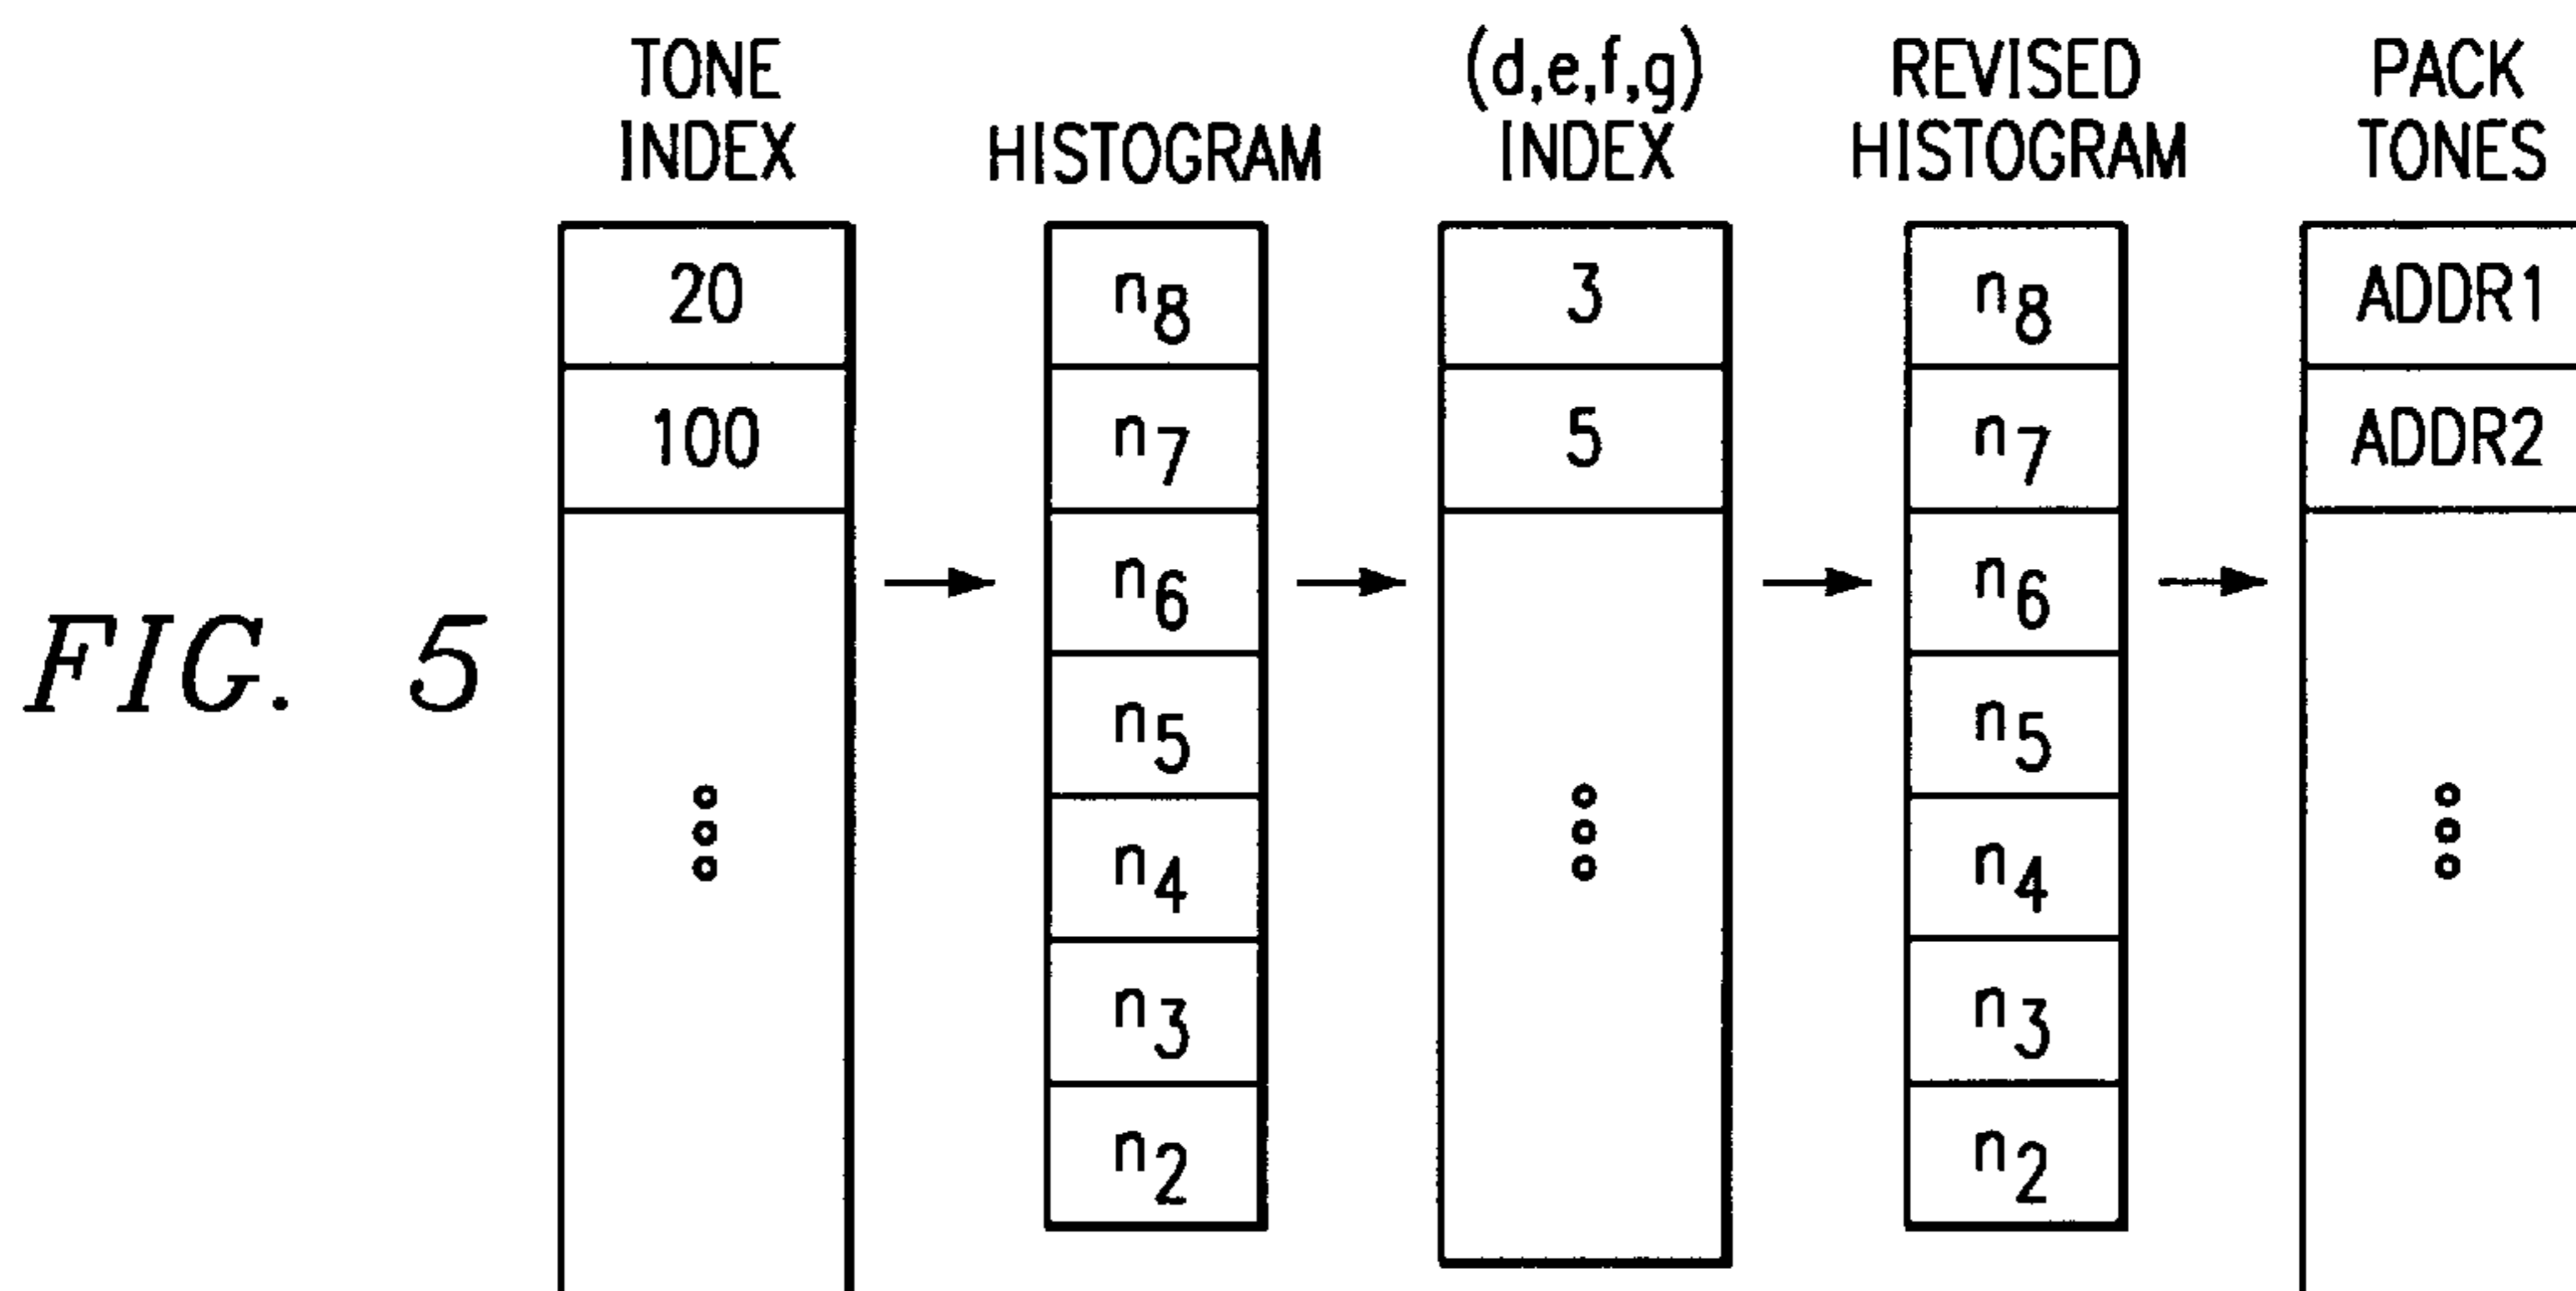 TONE
INDEX
HISTOGRAM
(d,e,f,g)
INDEX
REVISED
HISTOGRAM
PACK
TONES
20
n8
3
n8
ADDR1
100
n7
5
n7
ADDR2
n6
n6
FIG. 5
n5
n5
n4
n4
n3
n3
n2
n2